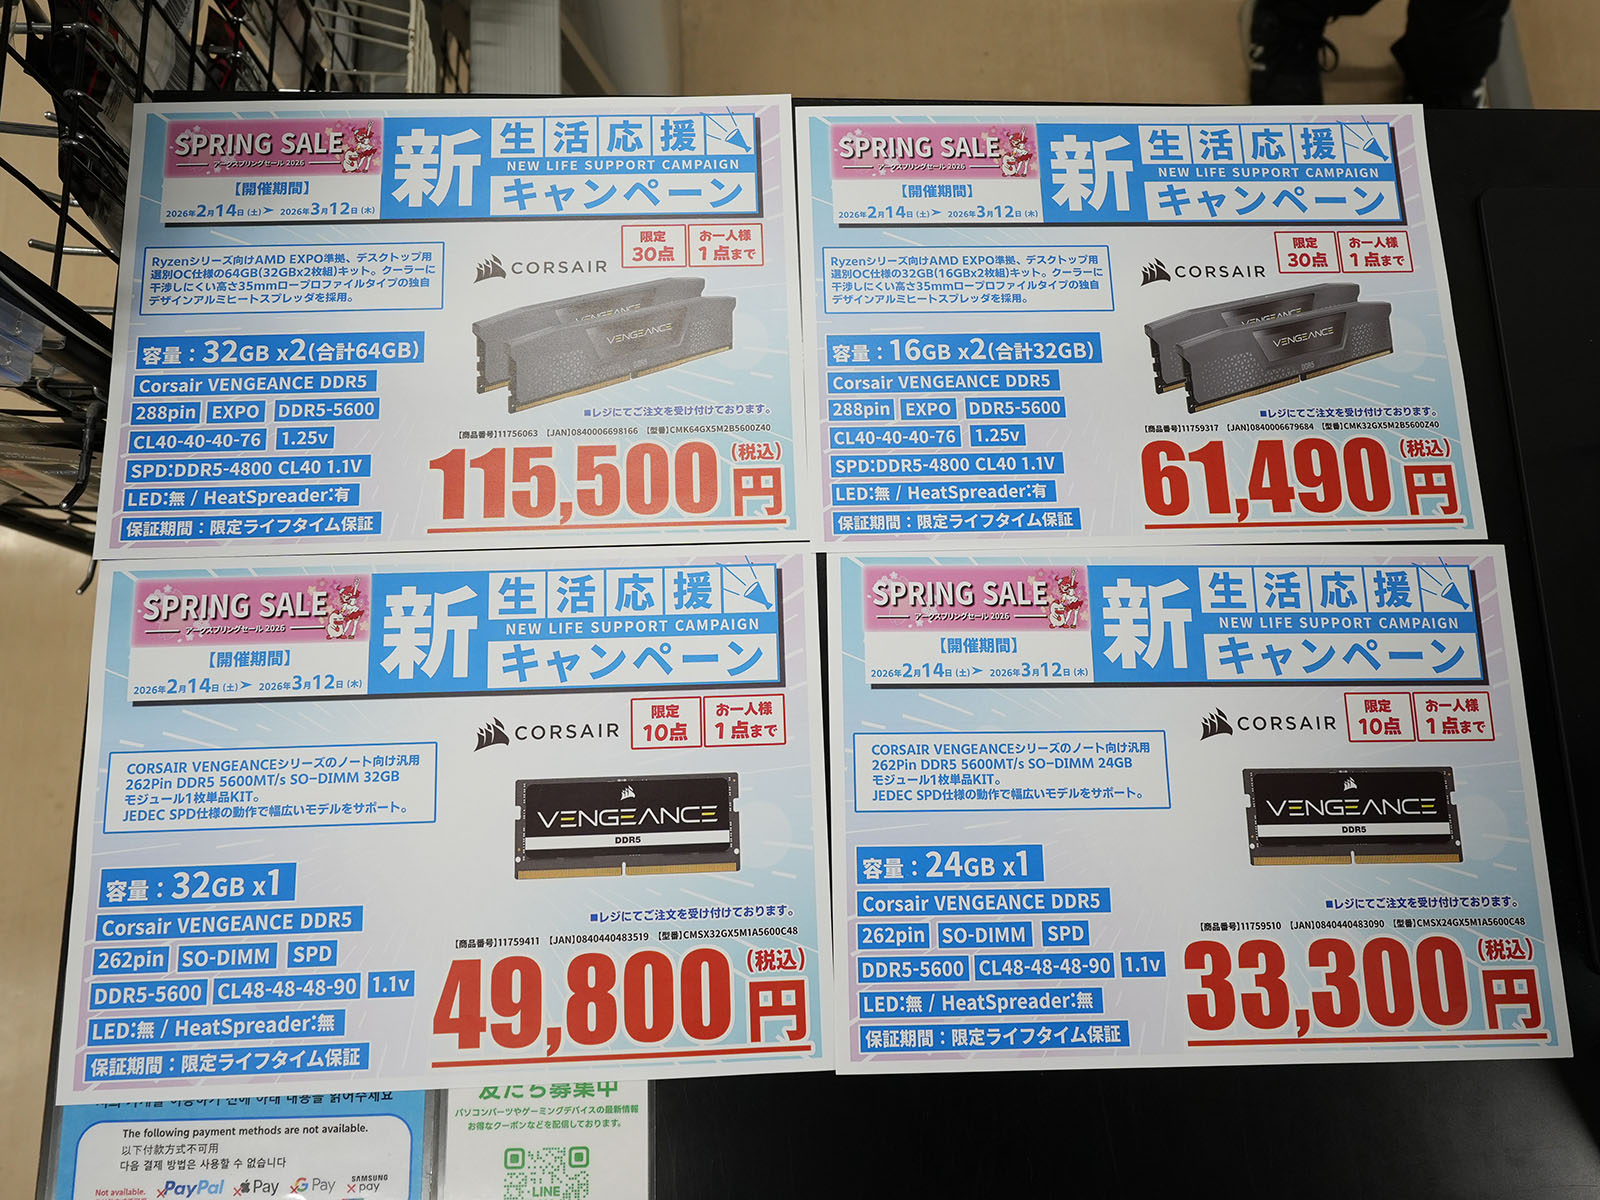 SPRING SALE
アークスプリングセール 2026
【開催期間】
2026年2月14日(土)➤ 2026年3月12日(木)
新生活応援
NEW LIFE SUPPORT CAMPAIGN
キャンペーン
Ryzenシリーズ向けAMD EXPO準拠、デスクトップ用
選別OC仕様の64GB(32GBx2枚組)キット。クーラーに
干渉しにくい高さ35mmロープロファイルタイプの独自
デザインアルミヒートスプレッダを採用。
CORSAIR
限定
30点
お一人様
1点まで
VENGEANCE
VENGEANCE
容量：32GB x2(合計64GB)
Corsair VENGEANCE DDR5
288pin EXPO DDR5-5600
CL40-40-40-76 1.25v
SPD:DDR5-4800 CL40 1.1V
LED:無 / HeatSpreader:有
保証期間：限定ライフタイム保証
■レジにてご注文を受け付けております。
【商品番号】11756063 【JAN】0840006698166 【型番】CMK64GX5M2B5600Z40
115,500円(税込)
SPRING SALE
アークスプリングセール 2026
【開催期間】
2026年2月14日(土)➤ 2026年3月12日(木)
新生活応援
NEW LIFE SUPPORT CAMPAIGN
キャンペーン
Ryzenシリーズ向けAMD EXPO準拠、デスクトップ用
選別OC仕様の32GB(16GBx2枚組)キット。クーラーに
干渉しにくい高さ35mmロープロファイルタイプの独自
デザインアルミヒートスプレッダを採用。
CORSAIR
限定
30点
お一人様
1点まで
VENGEANCE
VENGEANCE
DDR5
容量：16GB x2(合計32GB)
Corsair VENGEANCE DDR5
288pin EXPO DDR5-5600
CL40-40-40-76 1.25v
SPD:DDR5-4800 CL40 1.1V
LED:無 / HeatSpreader:有
保証期間：限定ライフタイム保証
■レジにてご注文を受け付けております。
【商品番号】11759317 【JAN】0840006679684 【型番】CMK32GX5M2B5600Z40
61,490円(税込)
SPRING SALE
アークスプリングセール 2026
【開催期間】
2026年2月14日(土)➤ 2026年3月12日(木)
新生活応援
NEW LIFE SUPPORT CAMPAIGN
キャンペーン
CORSAIR VENGEANCEシリーズのノート向け汎用
262Pin DDR5 5600MT/s SO-DIMM 32GB
モジュール1枚単品KIT。
JEDEC SPD仕様の動作で幅広いモデルをサポート。
CORSAIR
限定
10点
お一人様
1点まで
VENGEANCE
DDR5
容量：32GB x1
Corsair VENGEANCE DDR5
262pin SO-DIMM SPD
DDR5-5600 CL48-48-48-90 1.1v
LED:無 / HeatSpreader:無
保証期間：限定ライフタイム保証
■レジにてご注文を受け付けております。
【商品番号】11759411 【JAN】0840440483519 【型番】CMSX32GX5M1A5600C48
49,800円(税込)
SPRING SALE
アークスプリングセール 2026
【開催期間】
2026年2月14日(土)➤ 2026年3月12日(木)
新生活応援
NEW LIFE SUPPORT CAMPAIGN
キャンペーン
CORSAIR VENGEANCEシリーズのノート向け汎用
262Pin DDR5 5600MT/s SO-DIMM 24GB
モジュール1枚単品KIT。
JEDEC SPD仕様の動作で幅広いモデルをサポート。
CORSAIR
限定
10点
お一人様
1点まで
VENGEANCE
DDR5
容量：24GB x1
Corsair VENGEANCE DDR5
262pin SO-DIMM SPD
DDR5-5600 CL48-48-48-90 1.1v
LED:無 / HeatSpreader:無
保証期間：限定ライフタイム保証
■レジにてご注文を受け付けております。
【商品番号】11759510 【JAN】0840440483090 【型番】CMSX24GX5M1A5600C48
33,300円(税込)
이용하기 전에 아래 내용을 읽어주세요
The following payment methods are not available.
以下付款方式不可用
다음 결제 방법은 사용할 수 없습니다
Not available. PayPal Pay G Pay SAMSUNG pay
友だち募集中
パソコンパーツやゲーミングデバイスの最新情報
お得なクーポンなどを配信しております。
LINE